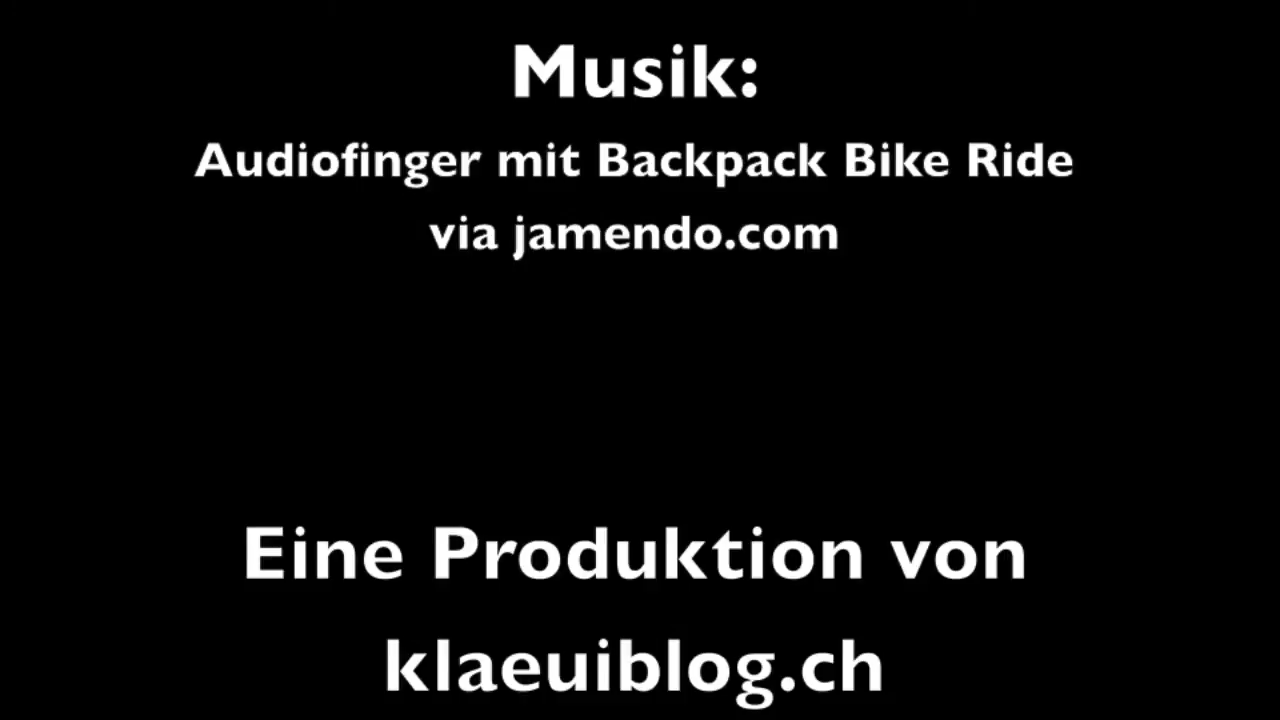 Musik:
Audiofinger mit Backpack Bike Ride
via jamendo.com
Eine Produktion von
klaeuiblog.ch